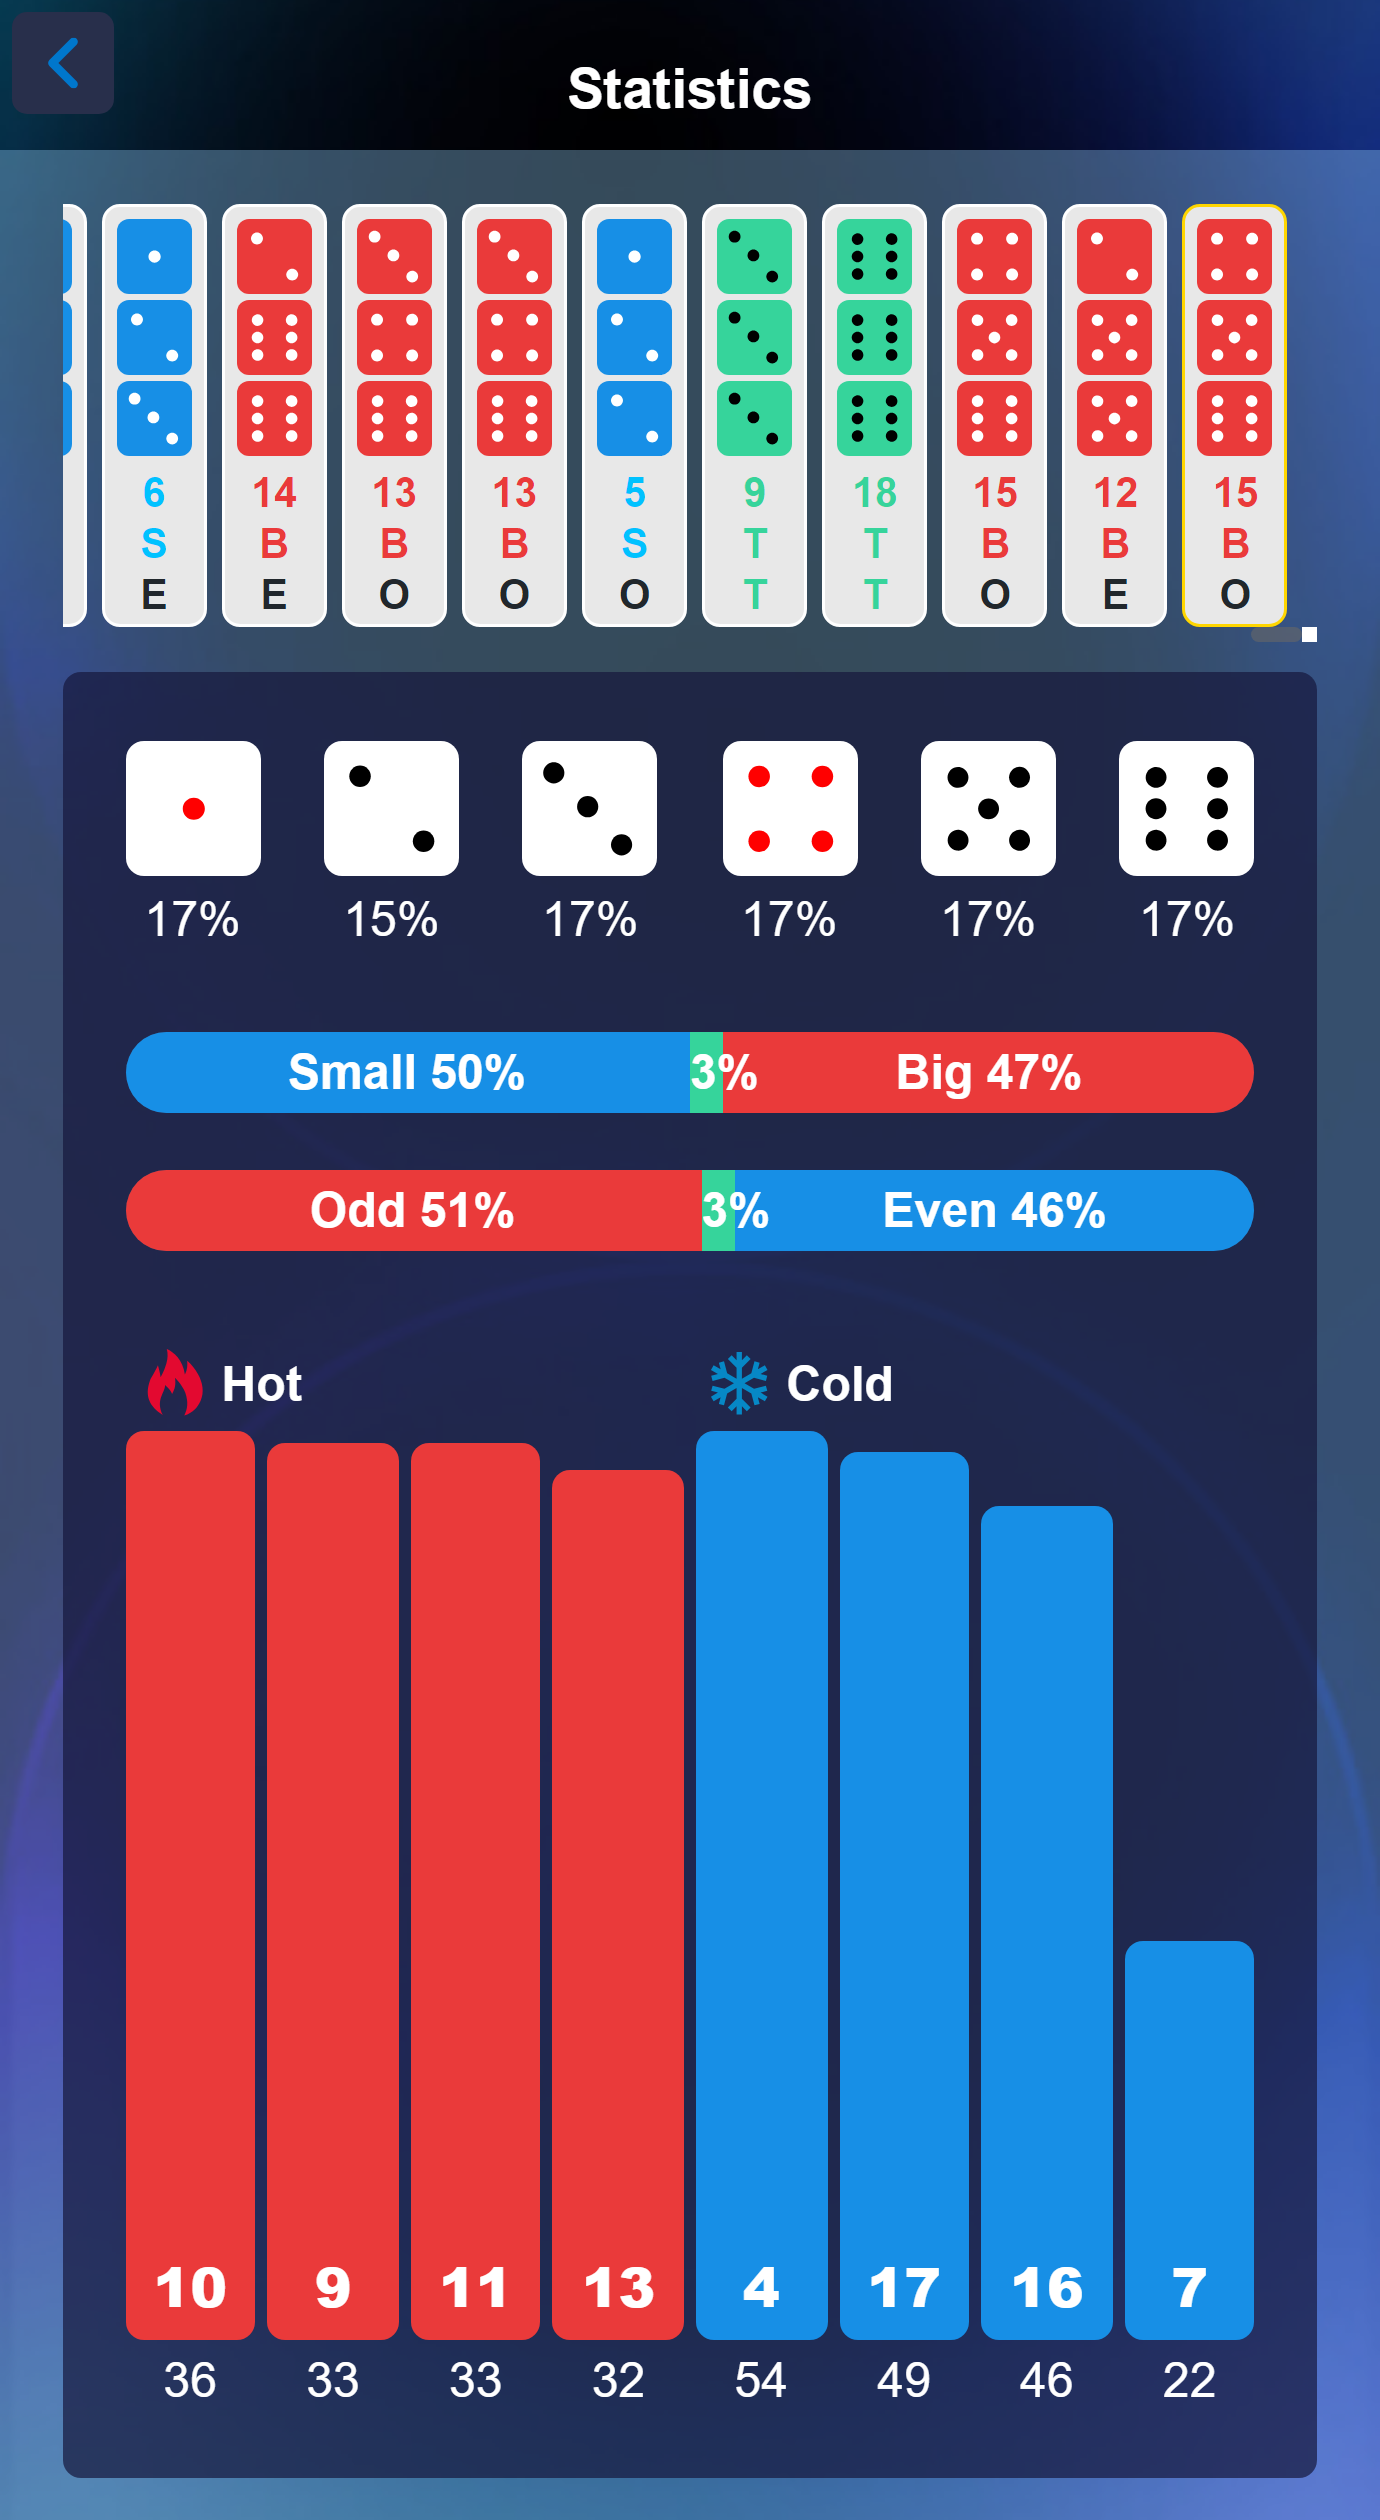 Statistics
6 14 13 13 5 9 18 15 12 15
S B B B S T T B B B
E E O O O T T O E O
17% 15% 17% 17% 17% 17%
Small 50% 3% Big 47%
Odd 51% 3% Even 46%
Hot Cold
10 9 11 13 4 17 16 7
36 33 33 32 54 49 46 22